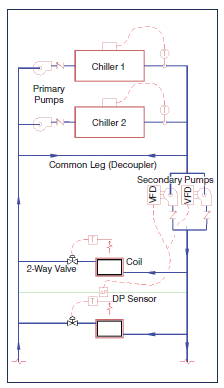 Chiller 1
T
Primary
Pumps
Chiller 2
T
Common Leg (Decoupler)
Secondary Pumps
VFD
VFD
T
Coil
2-Way Valve
DP Sensor
T